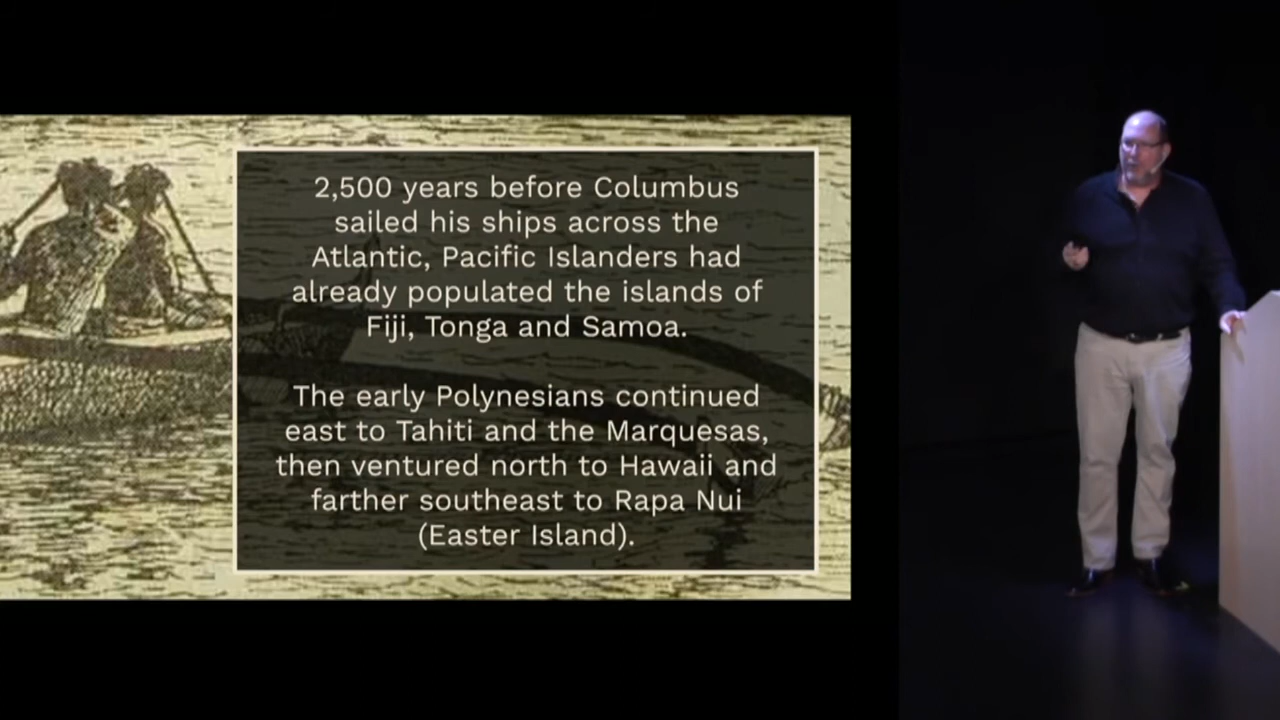 2,500 years before Columbus
sailed his ships across the
Atlantic, Pacific Islanders had
already populated the islands of
Fiji, Tonga and Samoa.
The early Polynesians continued
east to Tahiti and the Marquesas,
then ventured north to Hawaii and
farther southeast to Rapa Nui
(Easter Island).